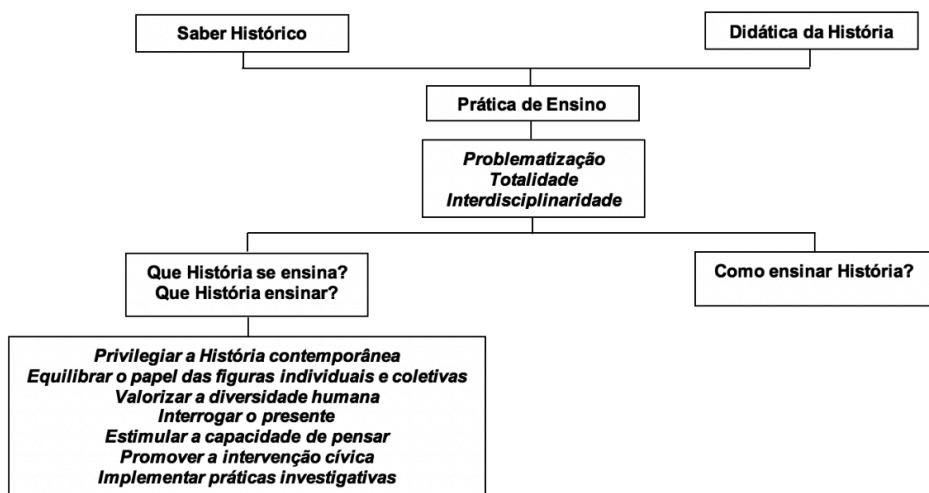 Saber Histórico
Didática da História
Prática de Ensino
Problematização
Totalidade
Interdisciplinaridade
Que História se ensina?
Que História ensinar?
Como ensinar História?
Privilegiar a História contemporânea
Equilibrar o papel das figuras individuais e coletivas
Valorizar a diversidade humana
Interrogar o presente
Estimular a capacidade de pensar
Promover a intervenção cívica
Implementar práticas investigativas